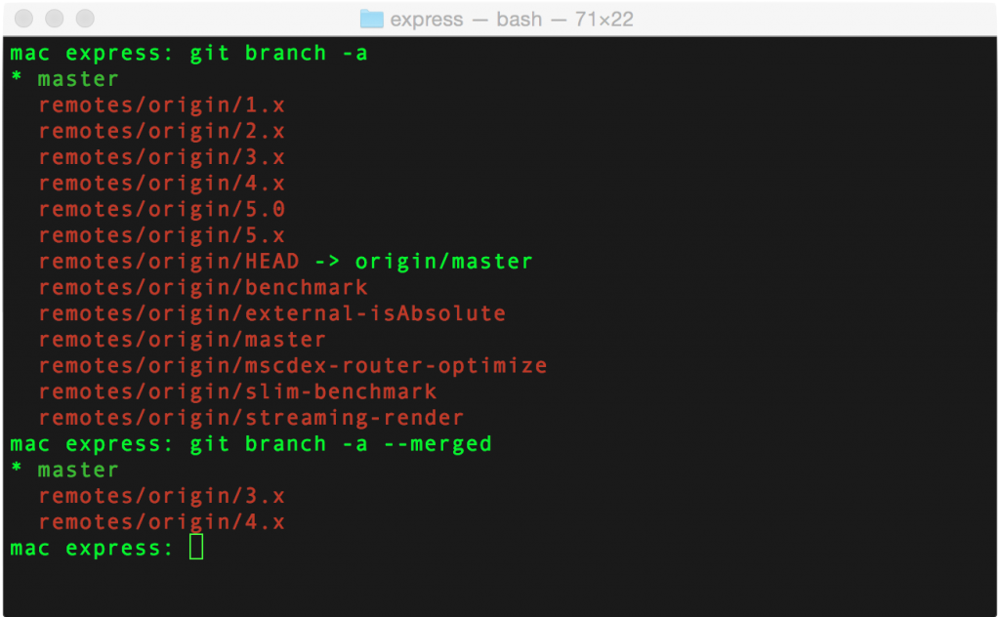 express — bash — 71×22
mac express: git branch -a
* master
  remotes/origin/1.x
  remotes/origin/2.x
  remotes/origin/3.x
  remotes/origin/4.x
  remotes/origin/5.0
  remotes/origin/5.x
  remotes/origin/HEAD -> origin/master
  remotes/origin/benchmark
  remotes/origin/external-isAbsolute
  remotes/origin/master
  remotes/origin/mscdex-router-optimize
  remotes/origin/slim-benchmark
  remotes/origin/streaming-render
mac express: git branch -a --merged
* master
  remotes/origin/3.x
  remotes/origin/4.x
mac express: